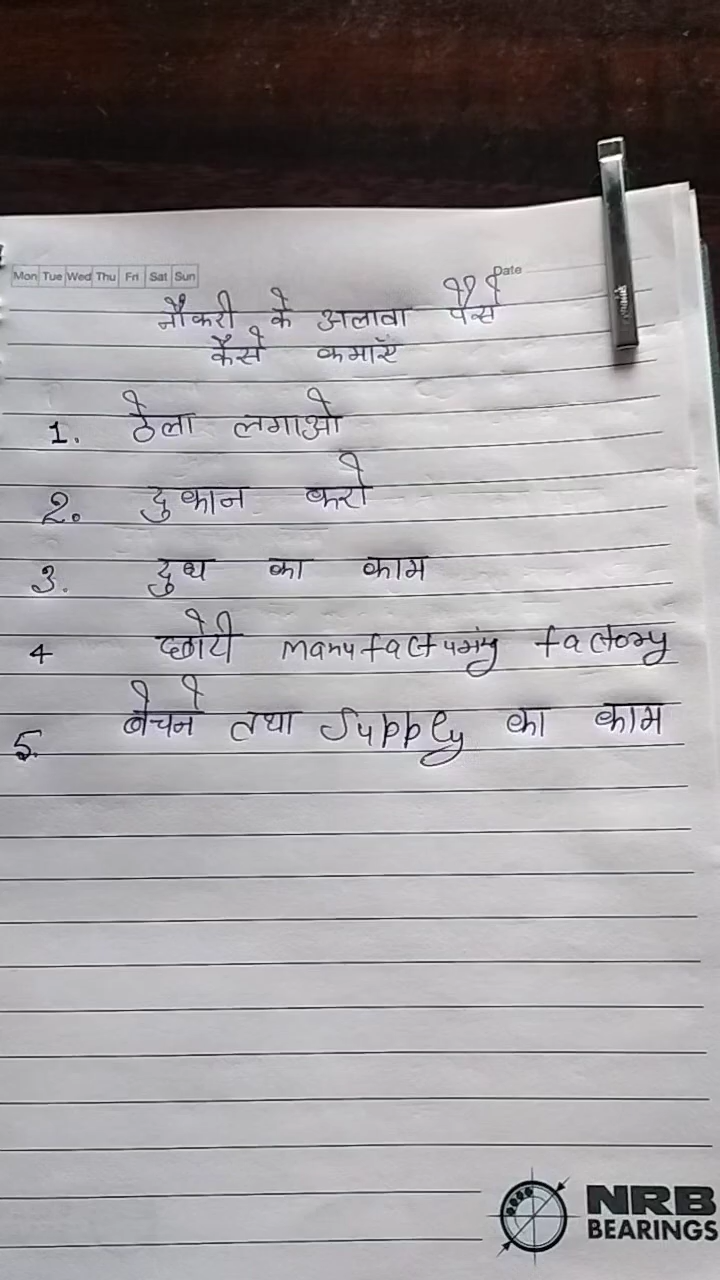 Mon Tue Wed Thu Fri Sat Sun
Date
नौकरी के अलावा पैसे
कैसे कमाऐं
1. ठेला लगाओ
2. दुकान करो
3. दुध का काम
4 छोटी manufacturing factory
5. बेचने तथा Supply का काम
NRB
BEARINGS